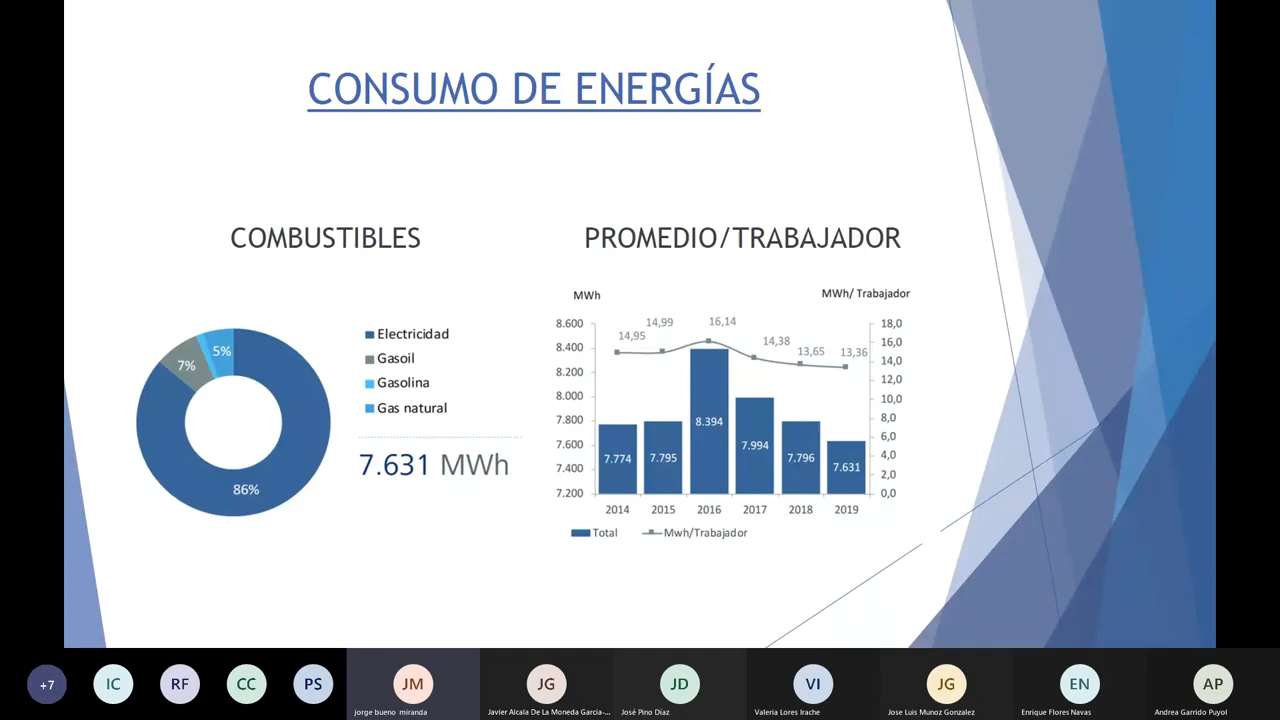 CONSUMO DE ENERGÍAS
COMBUSTIBLES
5%
7%
86%
Electricidad
Gasoil
Gasolina
Gas natural
7.631 MWh
PROMEDIO/TRABAJADOR
MWh
MWh/ Trabajador
8.600
8.400
8.200
8.000
7.800
7.600
7.400
7.200
14,95
14,99
16,14
14,38
13,65
13,36
7.774
7.795
8.394
7.994
7.796
7.631
18,0
16,0
14,0
12,0
10,0
8,0
6,0
4,0
2,0
0,0
2014 2015 2016 2017 2018 2019
Total Mwh/Trabajador
+7 IC RF CC PS JM JG JD VI JG EN AP
jorge bueno miranda Javier Alcala De La Moneda Garcia-... José Pino Díaz Valeria Lores Irache Jose Luis Munoz Gonzalez Enrique Flores Navas Andrea Garrido Puyol